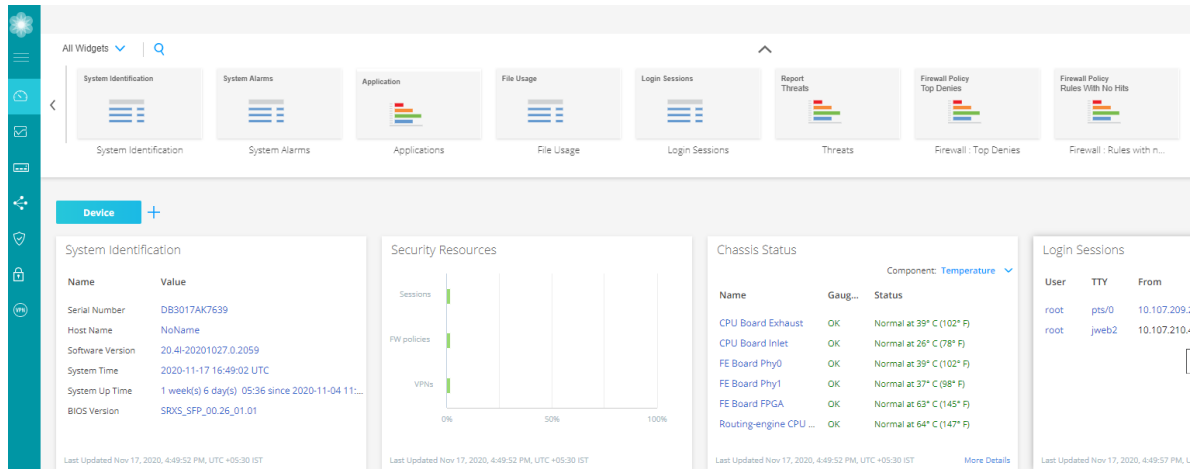 All Widgets
System Identification
System Alarms
Application
File Usage
Login Sessions
Report
Threats
Firewall Policy
Top Denies
Firewall Policy
Rules With No Hits
System Identification
System Alarms
Applications
File Usage
Login Sessions
Threats
Firewall : Top Denies
Firewall : Rules with n...
VPN
Device
System Identification
Name Value
Serial Number DB3017AK7639
Host Name NoName
Software Version 20.4I-20201027.0.2059
System Time 2020-11-17 16:49:02 UTC
System Up Time 1 week(s) 6 day(s) 05:36 since 2020-11-04 11:...
BIOS Version SRXS_SFP_00.26_01.01
Last Updated Nov 17, 2020, 4:49:52 PM, UTC +05:30 IST
Security Resources
Sessions
FW policies
VPNs
0% 50% 100%
Last Updated Nov 17, 2020, 4:49:52 PM, UTC +05:30 IST
Chassis Status
Component: Temperature
Name Gaug... Status
CPU Board Exhaust OK Normal at 39° C (102° F)
CPU Board Inlet OK Normal at 26° C (78° F)
FE Board Phy0 OK Normal at 39° C (102° F)
FE Board Phy1 OK Normal at 37° C (98° F)
FE Board FPGA OK Normal at 63° C (145° F)
Routing-engine CPU ... OK Normal at 64° C (147° F)
Last Updated Nov 17, 2020, 4:49:52 PM, UTC +05:30 IST More Details
Login Sessions
User TTY From
root pts/0 10.107.209.2
root jweb2 10.107.210.4
Last Updated Nov 17, 2020, 4:49:57 PM, U